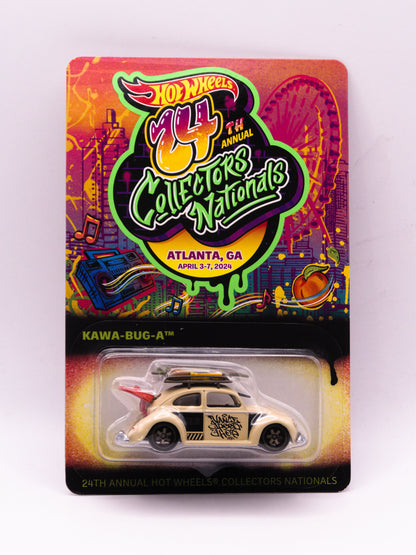 HOT WHEELS
24TH
ANNUAL
COLLECTORS
Nationals
ATLANTA, GA
APRIL 3-7, 2024
KAWA-BUG-A™
24TH ANNUAL HOT WHEELS® COLLECTORS NATIONALS